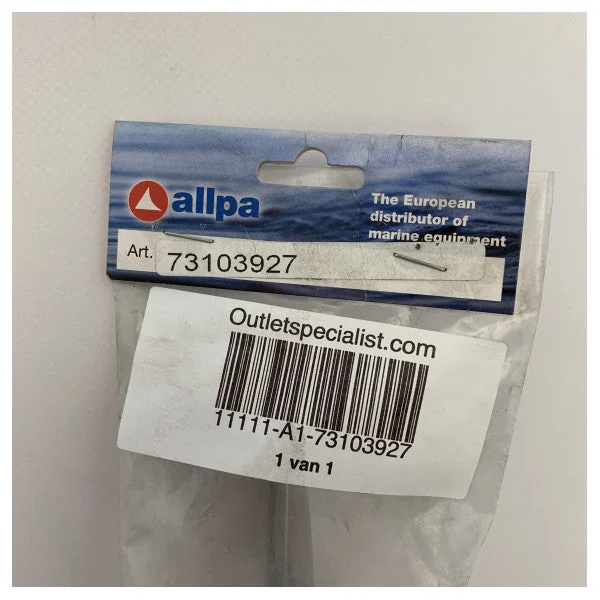 allpa
The European
distributor of
marine equipment
Art. 73103927
Outletspecialist.com
11111-A1-73103927
1 van 1